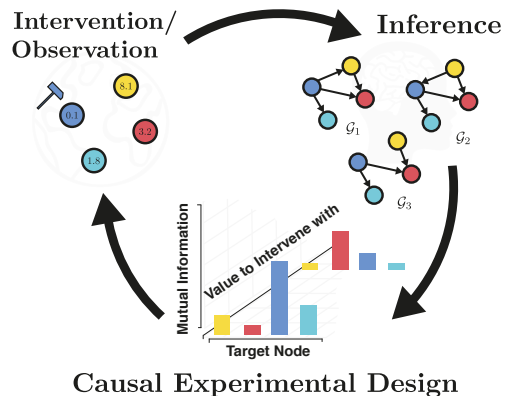 Intervention/
Observation
Inference
8.1
0.1
3.2
1.8
𝒢1
𝒢2
𝒢3
Mutual Information
Value to Intervene with
Target Node
Causal Experimental Design